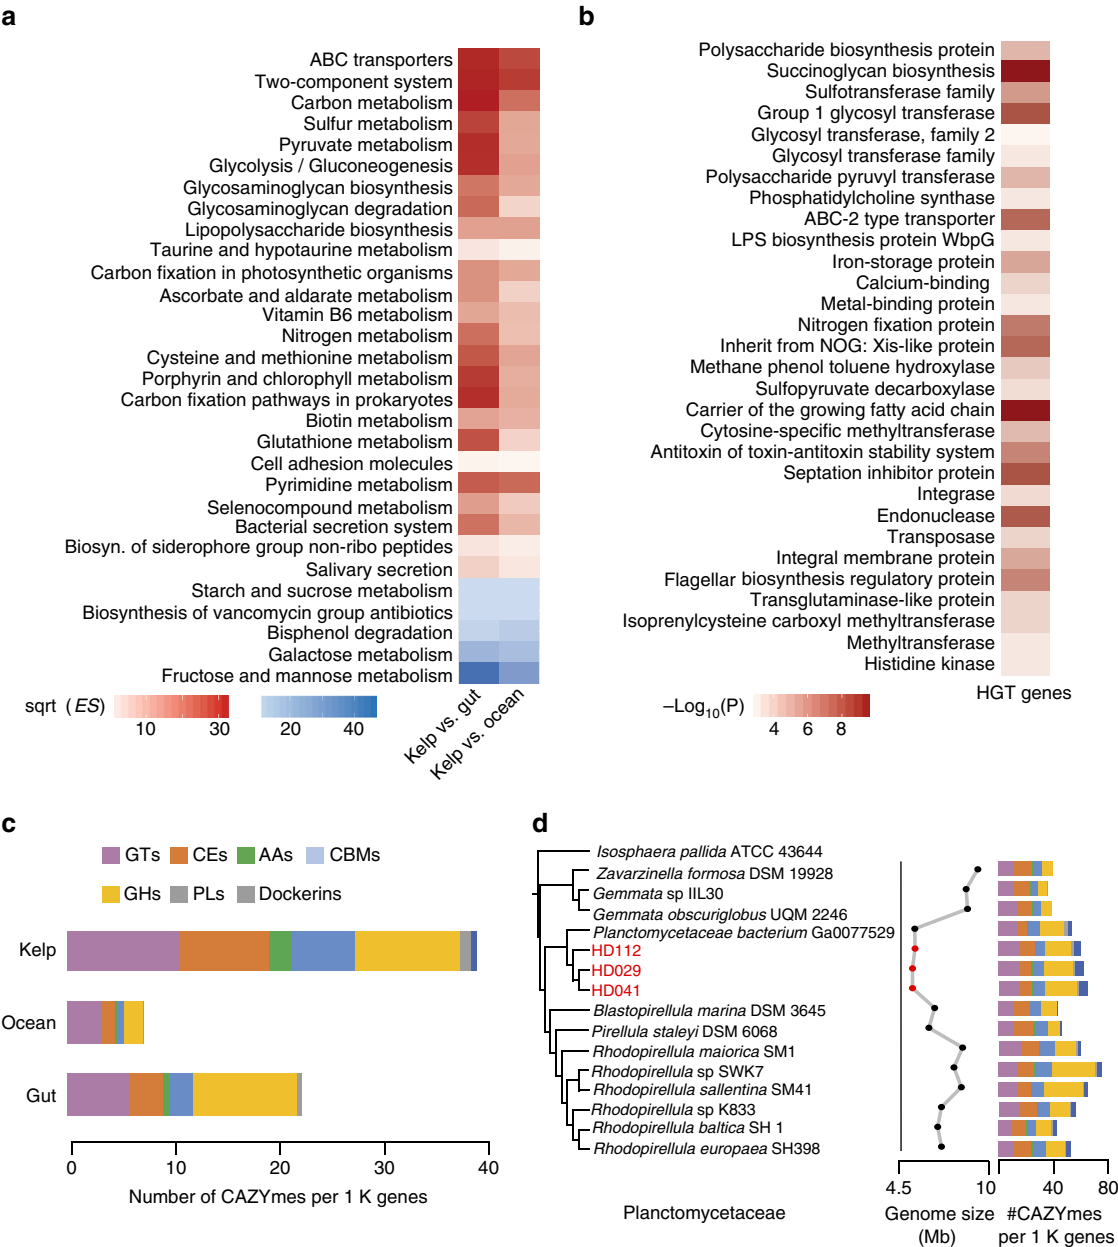 a
ABC transporters
Two-component system
Carbon metabolism
Sulfur metabolism
Pyruvate metabolism
Glycolysis / Gluconeogenesis
Glycosaminoglycan biosynthesis
Glycosaminoglycan degradation
Lipopolysaccharide biosynthesis
Taurine and hypotaurine metabolism
Carbon fixation in photosynthetic organisms
Ascorbate and aldarate metabolism
Vitamin B6 metabolism
Nitrogen metabolism
Cysteine and methionine metabolism
Porphyrin and chlorophyll metabolism
Carbon fixation pathways in prokaryotes
Biotin metabolism
Glutathione metabolism
Cell adhesion molecules
Pyrimidine metabolism
Selenocompound metabolism
Bacterial secretion system
Biosyn. of siderophore group non-ribo peptides
Salivary secretion
Starch and sucrose metabolism
Biosynthesis of vancomycin group antibiotics
Bisphenol degradation
Galactose metabolism
Fructose and mannose metabolism
sqrt (ES)
10 30
20 40
Kelp vs. gut
Kelp vs. ocean
b
Polysaccharide biosynthesis protein
Succinoglycan biosynthesis
Sulfotransferase family
Group 1 glycosyl transferase
Glycosyl transferase, family 2
Glycosyl transferase family
Polysaccharide pyruvyl transferase
Phosphatidylcholine synthase
ABC-2 type transporter
LPS biosynthesis protein WbpG
Iron-storage protein
Calcium-binding
Metal-binding protein
Nitrogen fixation protein
Inherit from NOG: Xis-like protein
Methane phenol toluene hydroxylase
Sulfopyruvate decarboxylase
Carrier of the growing fatty acid chain
Cytosine-specific methyltransferase
Antitoxin of toxin-antitoxin stability system
Septation inhibitor protein
Integrase
Endonuclease
Transposase
Integral membrane protein
Flagellar biosynthesis regulatory protein
Transglutaminase-like protein
Isoprenylcysteine carboxyl methyltransferase
Methyltransferase
Histidine kinase
HGT genes
–Log10(P)
4 6 8
c
GTs CEs AAs CBMs
GHs PLs Dockerins
Kelp
Ocean
Gut
0 10 20 30 40
Number of CAZYmes per 1 K genes
d
Isosphaera pallida ATCC 43644
Zavarzinella formosa DSM 19928
Gemmata sp IIL30
Gemmata obscuriglobus UQM 2246
Planctomycetaceae bacterium Ga0077529
HD112
HD029
HD041
Blastopirellula marina DSM 3645
Pirellula staleyi DSM 6068
Rhodopirellula maiorica SM1
Rhodopirellula sp SWK7
Rhodopirellula sallentina SM41
Rhodopirellula sp K833
Rhodopirellula baltica SH 1
Rhodopirellula europaea SH398
Planctomycetaceae
4.5 10
Genome size
(Mb)
0 40 80
#CAZYmes
per 1 K genes